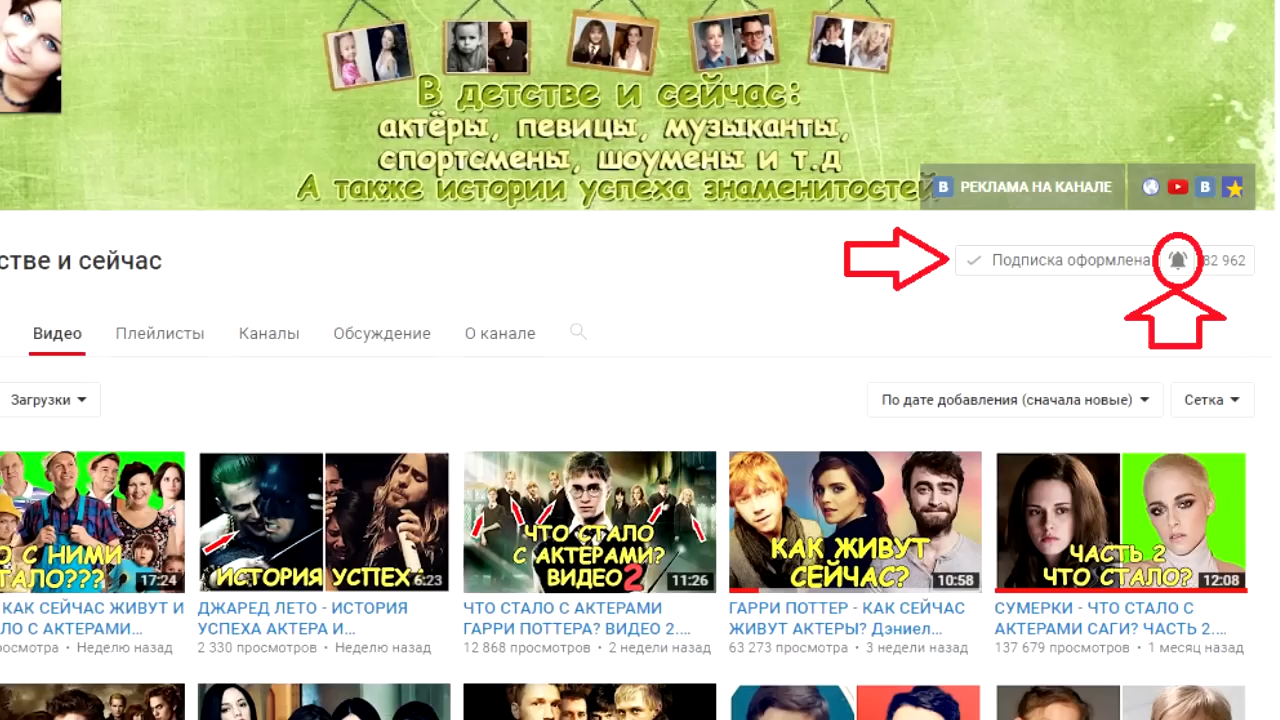 В детстве и сейчас:
актёры, певицы, музыканты,
спортсмены, шоумены и т.д
А также истории успеха знаменитостей
В РЕКЛАМА НА КАНАЛЕ В
стве и сейчас
Подписка оформлена 82 962
Видео Плейлисты Каналы Обсуждение О канале
Загрузки По дате добавления (сначала новые) Сетка
О С НИМИ
ТАЛО???
17:24
КАК СЕЙЧАС ЖИВУТ И
ЛО С АКТЕРАМИ...
росмотра • Неделю назад
ИСТОРИЯ УСПЕХ
6:23
ДЖАРЕД ЛЕТО - ИСТОРИЯ
УСПЕХА АКТЕРА И...
2 330 просмотров • Неделю назад
ЧТО СТАЛО
С АКТЕРАМИ?
ВИДЕО 2
11:26
ЧТО СТАЛО С АКТЕРАМИ
ГАРРИ ПОТТЕРА? ВИДЕО 2....
12 868 просмотров • 2 недели назад
КАК ЖИВУТ
СЕЙЧАС?
10:58
ГАРРИ ПОТТЕР - КАК СЕЙЧАС
ЖИВУТ АКТЕРЫ? Дэниел...
63 273 просмотра • 3 недели назад
ЧАСТЬ 2
ЧТО СТАЛО?
12:08
СУМЕРКИ - ЧТО СТАЛО С
АКТЕРАМИ САГИ? ЧАСТЬ 2....
137 679 просмотров • 1 месяц назад